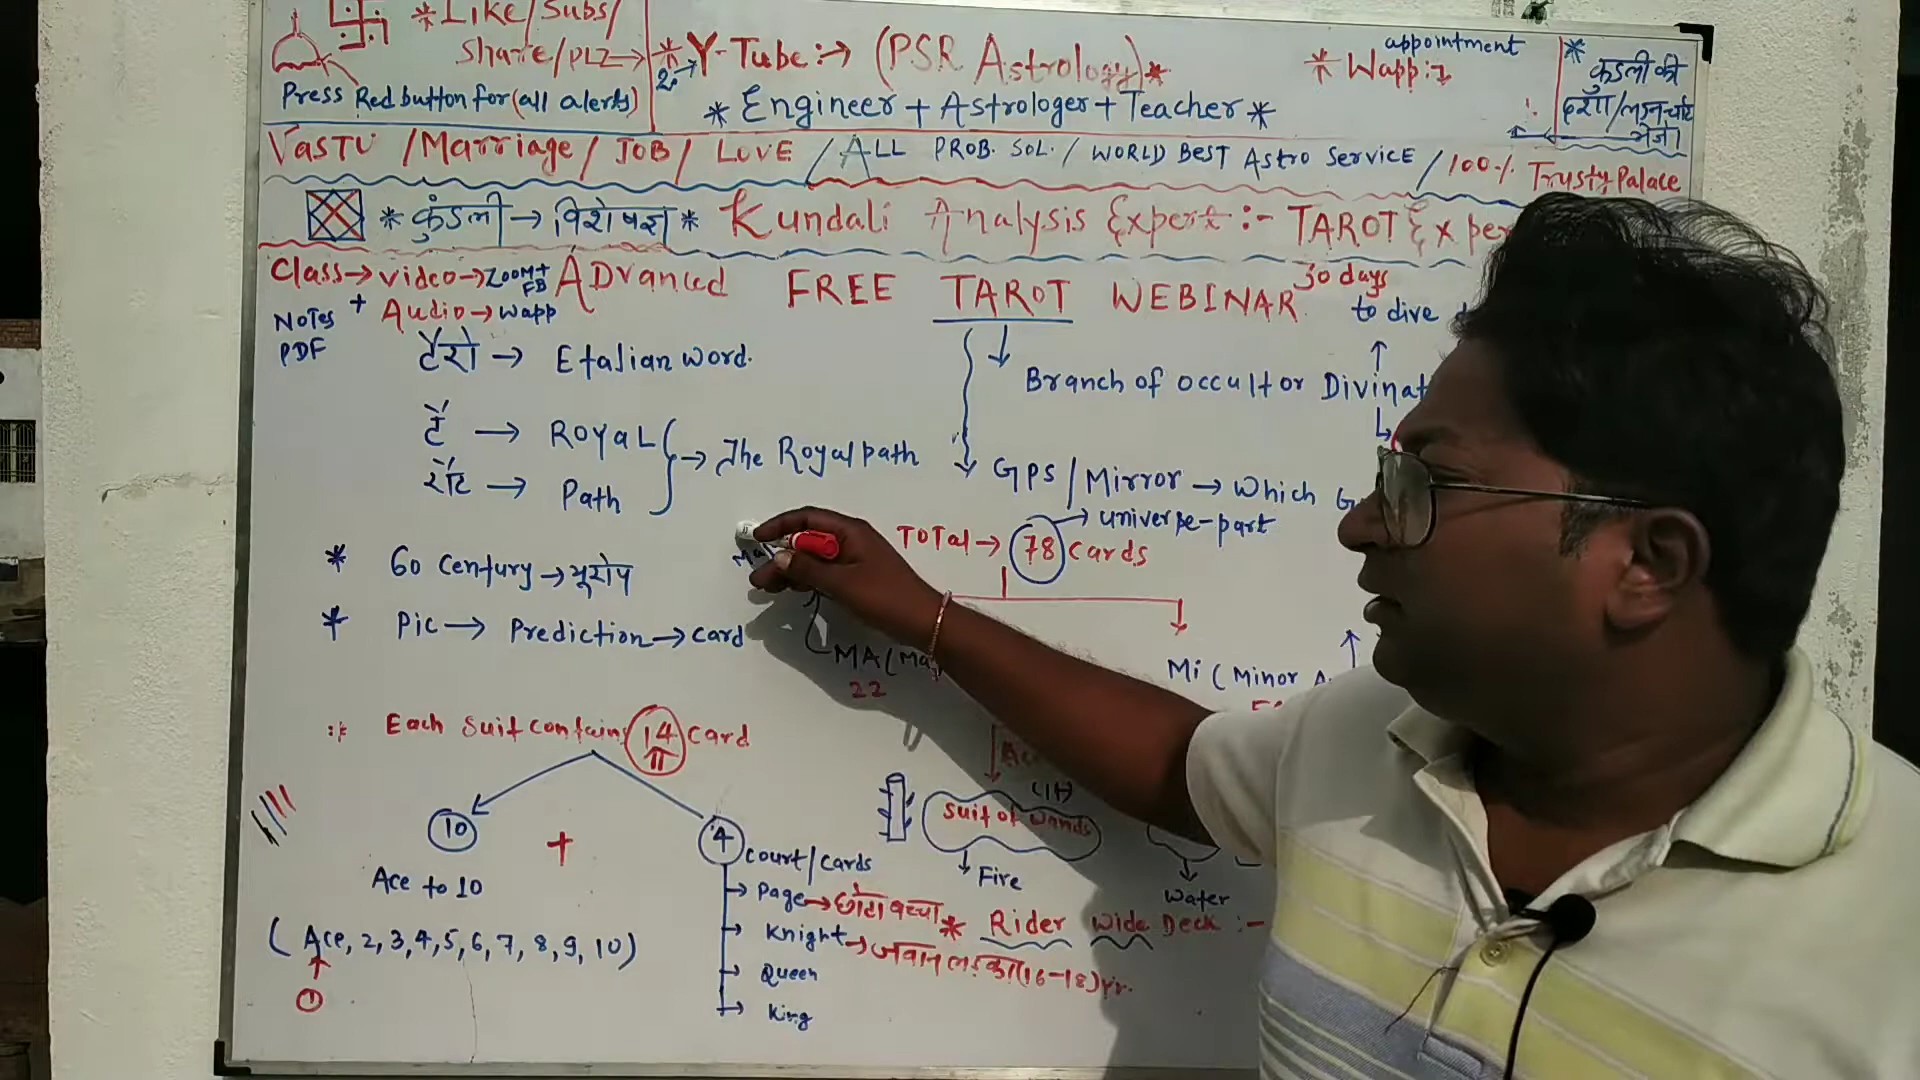 *Like/Subs/
Share/PLZ→
Press Red button for (all alerts)
* Y-Tube:→ (PSR Astrology)*
* Engineer + Astrologer + Teacher *
appointment
* Wapp:→
* कुंडली की
दशा/लग्न-चार्ट
भेजे।
VASTU /Marriage/ JOB/ LOVE /ALL PROB. SOL. / WORLD BEST Astro Service / 100% Trusty Palace
* कुंडली → विशेषज्ञ * Kundali Analysis Expert :- TAROT Exper
Class→ video→ ZOOM+ FB
Notes + Audio→ wapp
PDF
ADvanced FREE TAROT WEBINAR 30 days
to dive
टैरो → Etalian word.
टै → ROYAL
रोट → Path
→ The Royal path
Branch of occult or Divinat
GPS / Mirror → Which G
→ universe-part
Total → 78 cards
* 60 century → यूरोप
* Pic → Prediction → card
MA (Ma
22
Mi (Minor A
:* Each suit contain 14 card
11
10 + 4
Ace to 10
(Ace, 2, 3, 4, 5, 6, 7, 8, 9, 10)
1
court/cards
→ Page → छोटा बच्चा
→ Knight → जवान लड़का (16-18) yr.
→ Queen
→ King
(14)
Suit of wands
↓ Fire
Water
* Rider Wide Deck :-